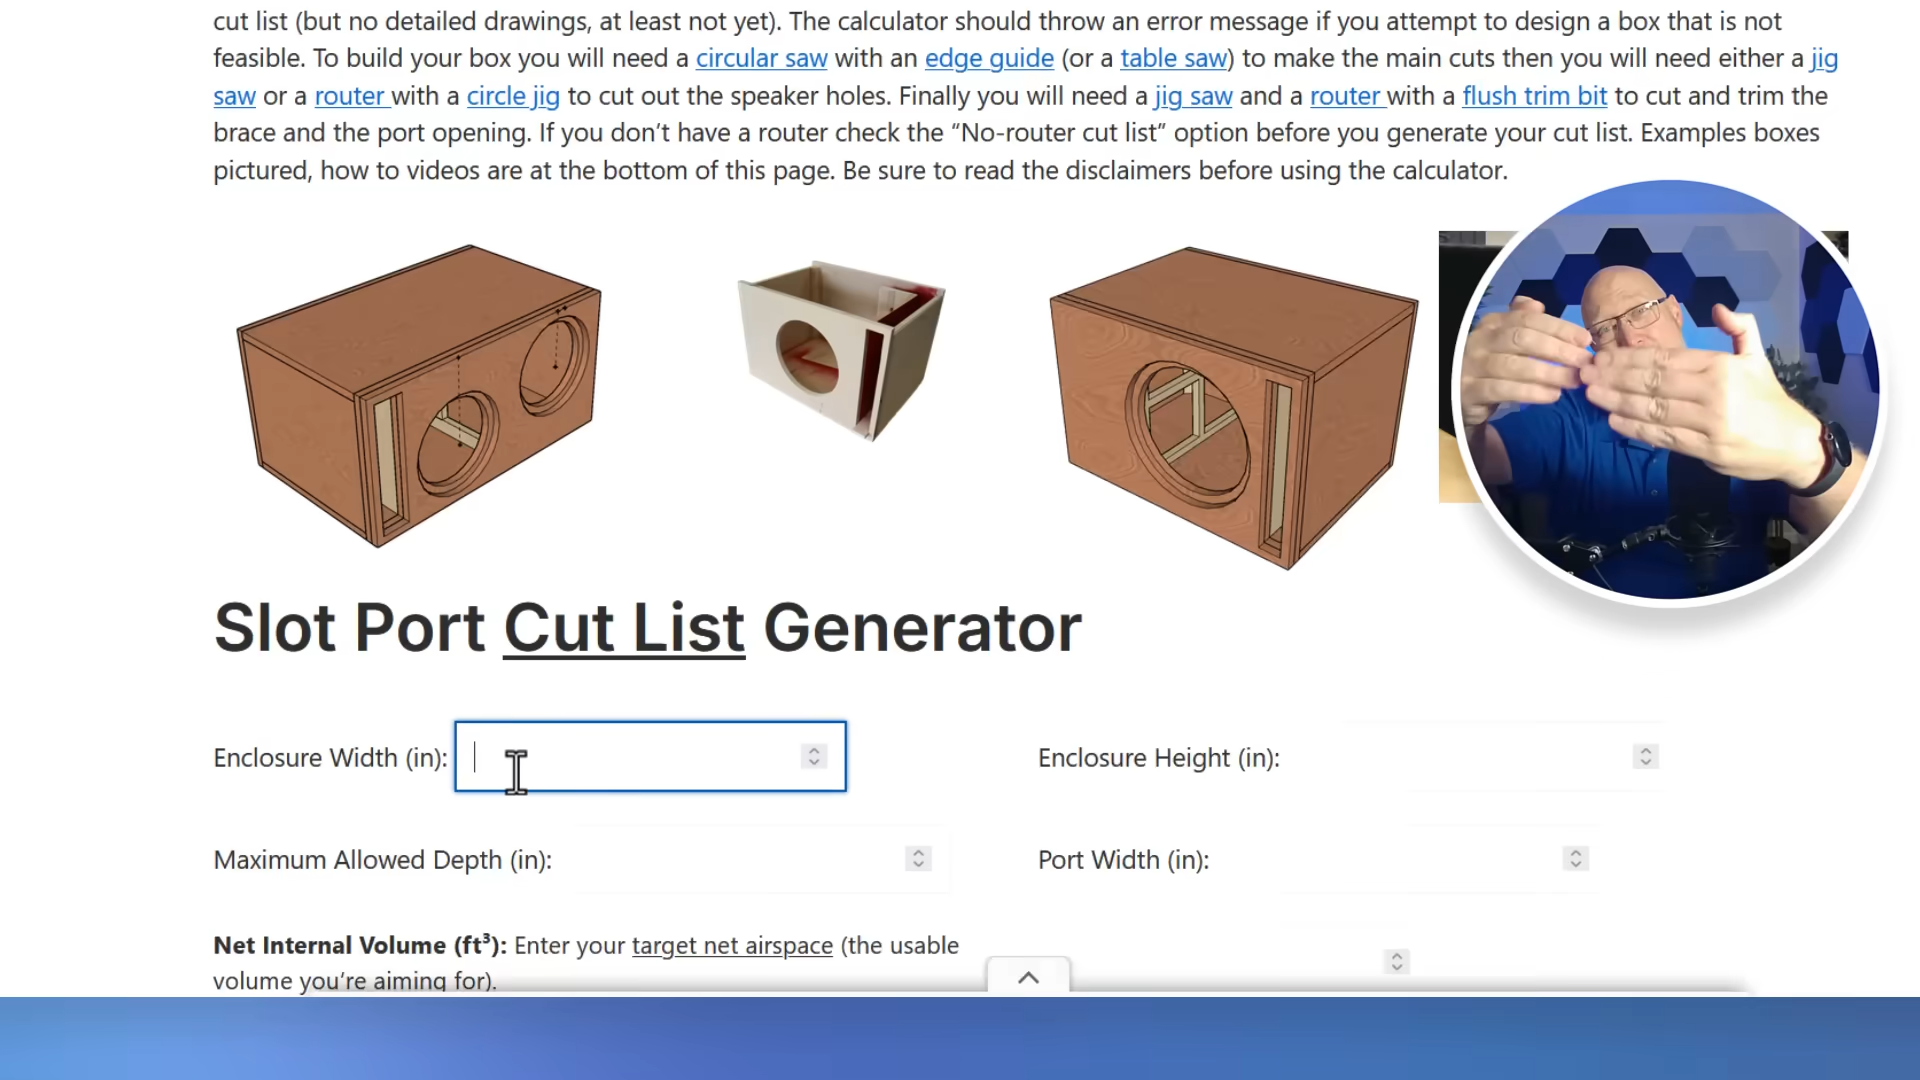 cut list (but no detailed drawings, at least not yet). The calculator should throw an error message if you attempt to design a box that is not
feasible. To build your box you will need a circular saw with an edge guide (or a table saw) to make the main cuts then you will need either a jig
saw or a router with a circle jig to cut out the speaker holes. Finally you will need a jig saw and a router with a flush trim bit to cut and trim the
brace and the port opening. If you don’t have a router check the “No-router cut list” option before you generate your cut list. Examples boxes
pictured, how to videos are at the bottom of this page. Be sure to read the disclaimers before using the calculator.
Slot Port Cut List Generator
Enclosure Width (in):
Enclosure Height (in):
Maximum Allowed Depth (in):
Port Width (in):
Net Internal Volume (ft³): Enter your target net airspace (the usable
volume you’re aiming for).